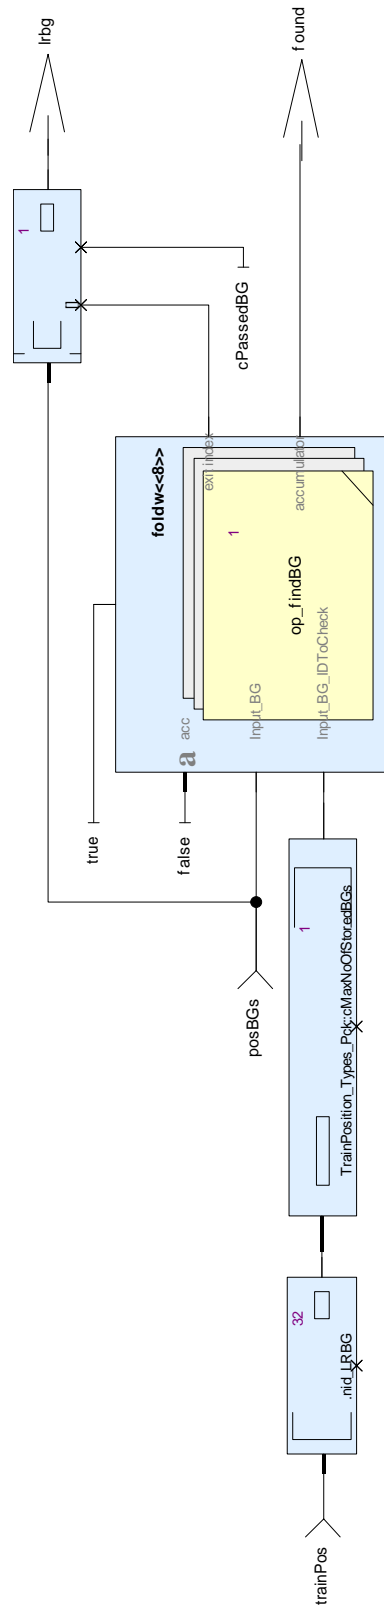 lrbg
found
1
cPassedBG
foldw<<8>>
exit index
accumulator
1
op_findBG
a
acc
Input_BG
Input_BG_IDToCheck
true
false
posBGs
1
TrainPosition_Types_Pck::cMaxNoOfStoredBGs
32
.nid_LRBG
trainPos